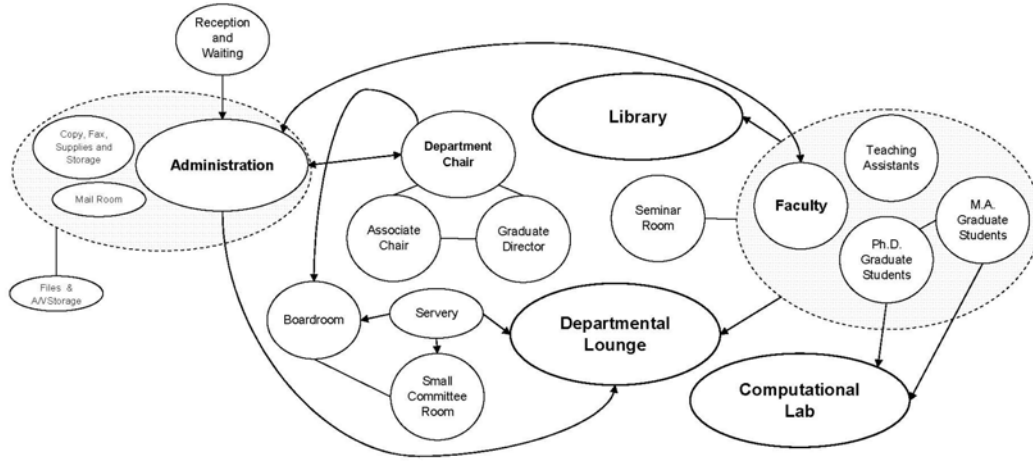 Reception
and
Waiting
Copy, Fax,
Supplies and
Storage
Mail Room
Administration
Files &
A/VStorage
Department
Chair
Associate
Chair
Graduate
Director
Boardroom
Servery
Small
Committee
Room
Library
Seminar
Room
Departmental
Lounge
Teaching
Assistants
Faculty
M.A.
Graduate
Students
Ph.D.
Graduate
Students
Computational
Lab